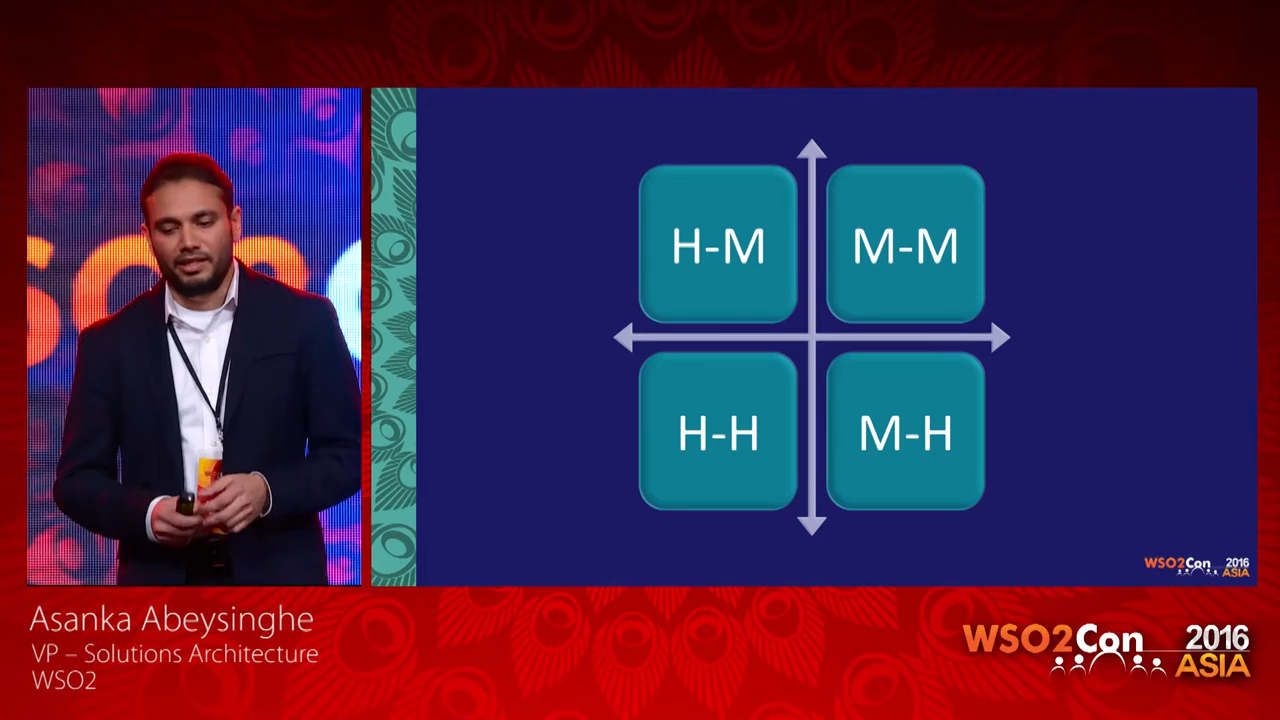 H-M
M-M
H-H
M-H
WSO2Con 2016
ASIA
Asanka Abeysinghe
VP – Solutions Architecture
WSO2
WSO2Con 2016
ASIA